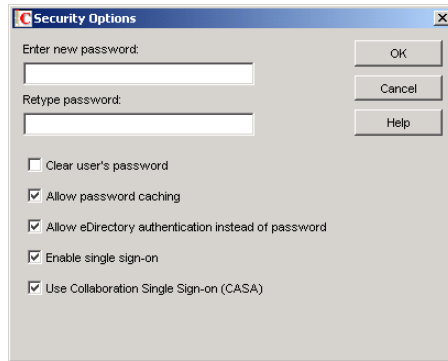 Security Options
Enter new password:
OK
Cancel
Retype password:
Help
Clear user's password
Allow password caching
Allow eDirectory authentication instead of password
Enable single sign-on
Use Collaboration Single Sign-on (CASA)